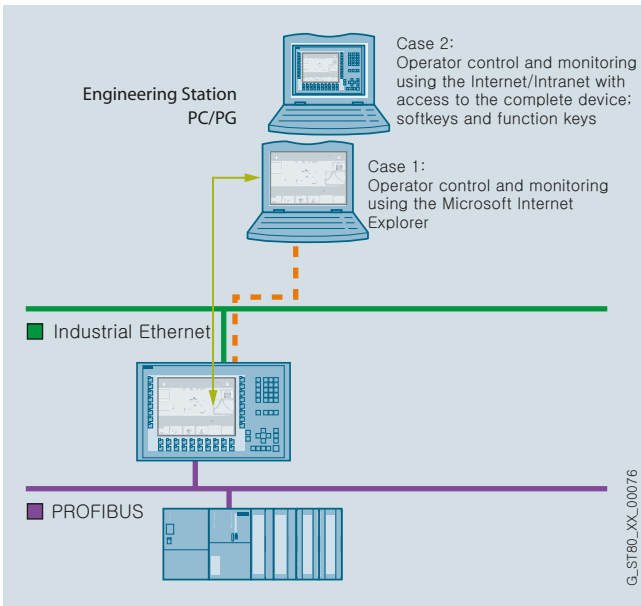 Case 2:
Operator control and monitoring
using the Internet/Intranet with
access to the complete device;
softkeys and function keys
Engineering Station
PC/PG
Case 1:
Operator control and monitoring
using the Microsoft Internet
Explorer
Industrial Ethernet
PROFIBUS
G_ST80_XX_00076